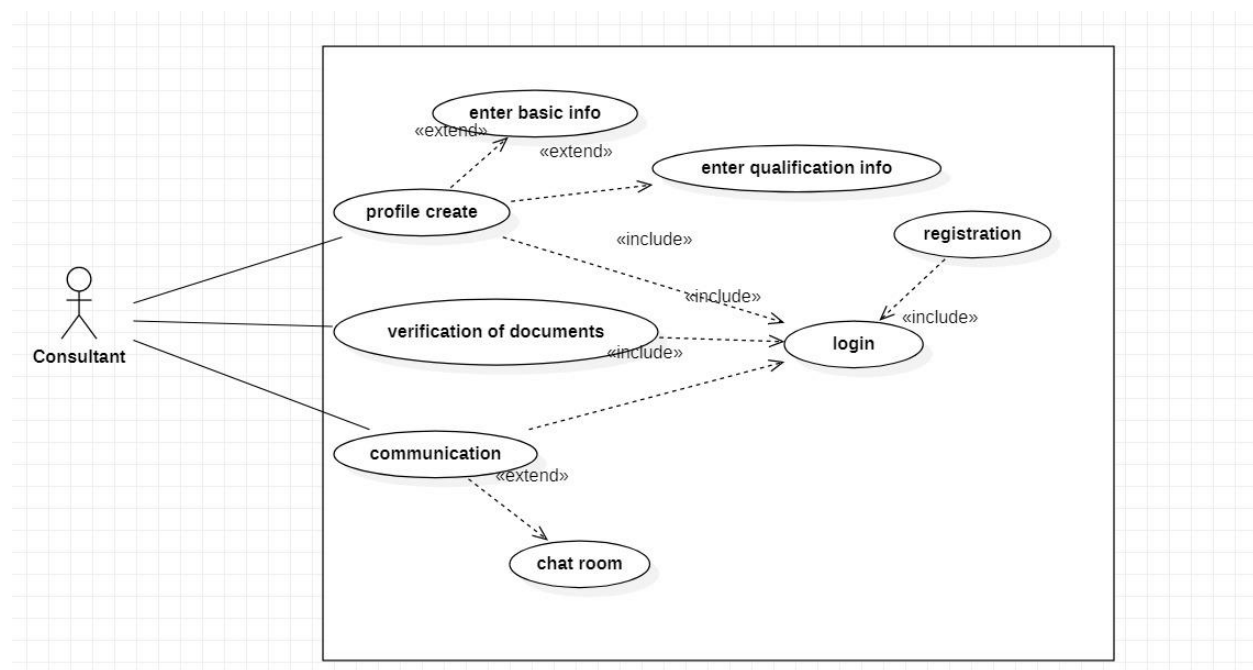 enter basic info
«extend»
«extend»
enter qualification info
profile create
registration
«include»
«include»
«include»
verification of documents
login
«include»
Consultant
communication
«extend»
chat room